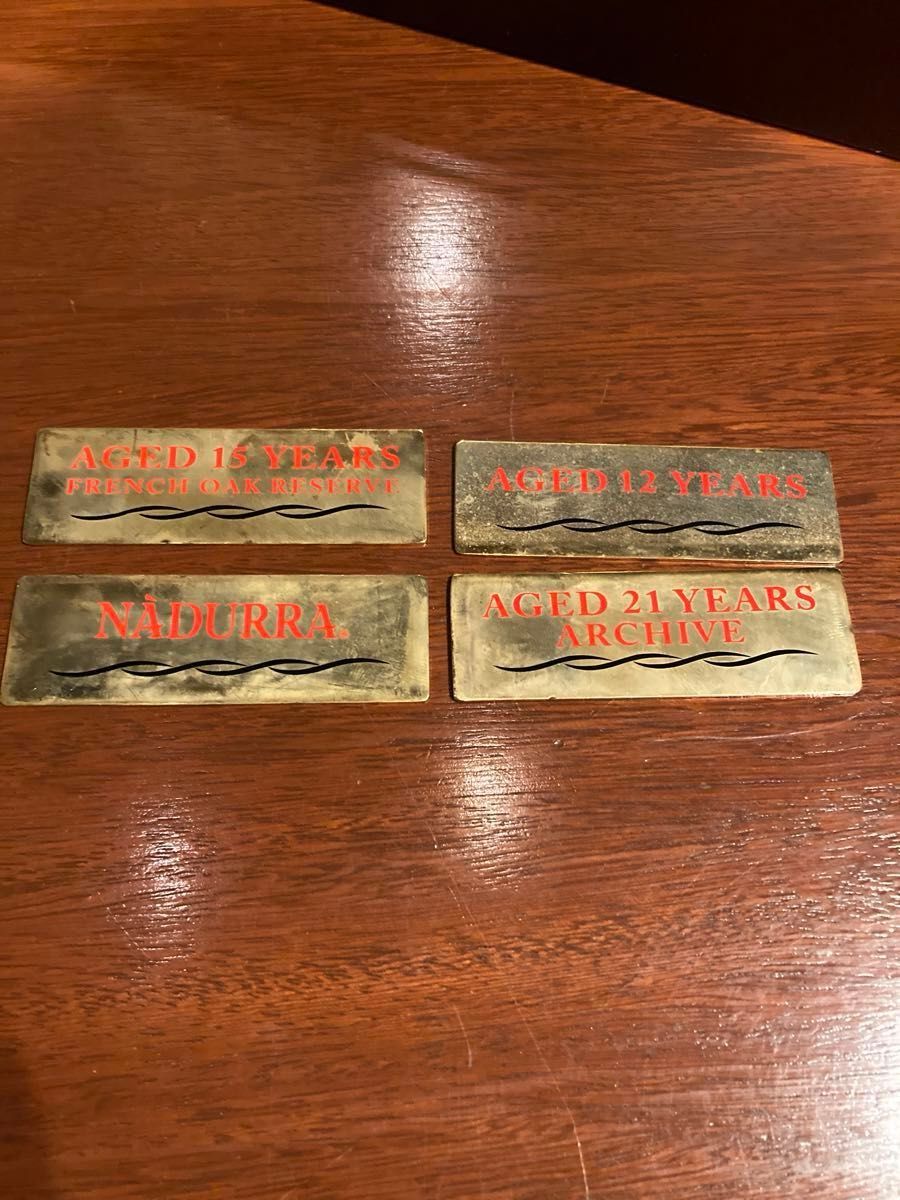 AGED 15 YEARS
FRENCH OAK RESERVE
AGED 12 YEARS
NÀDURRA®
AGED 21 YEARS
ARCHIVE